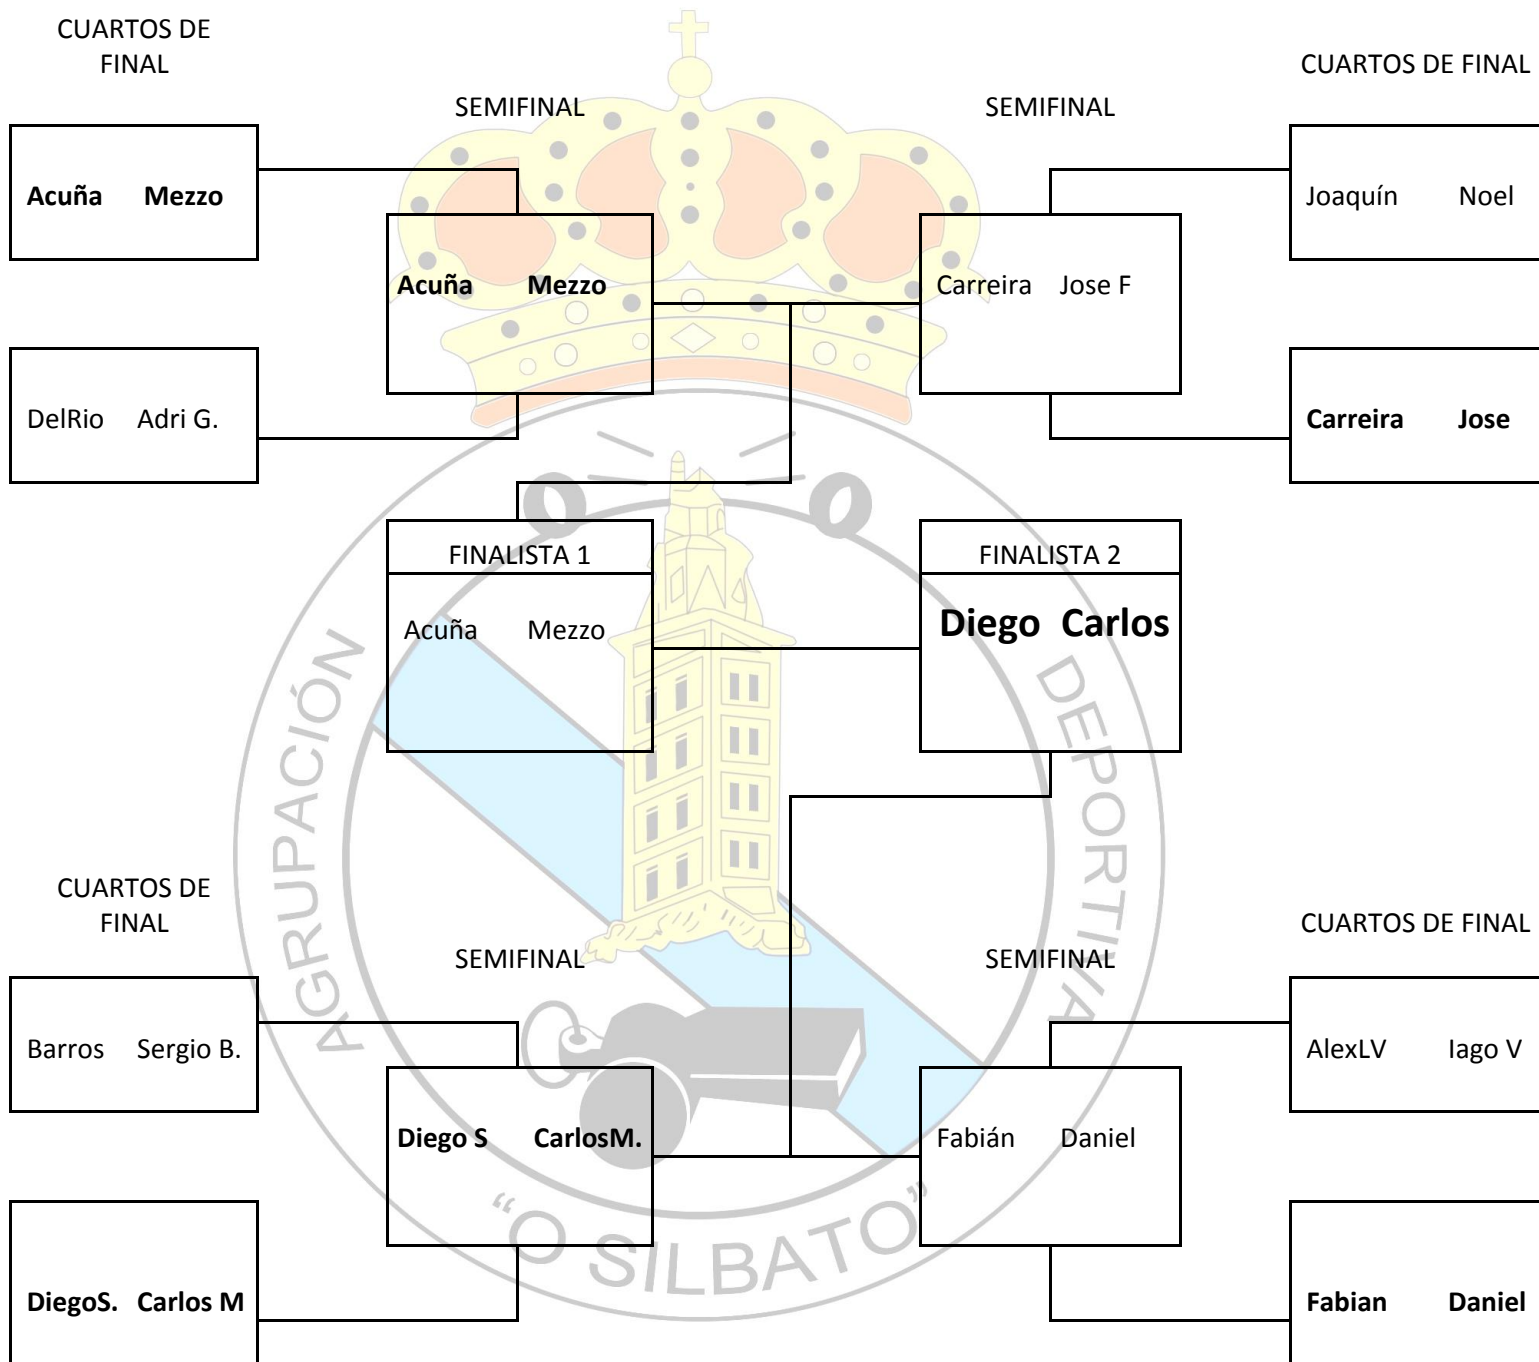 CUARTOS DE
FINAL
CUARTOS DE FINAL
SEMIFINAL
SEMIFINAL
Acuña Mezzo
Joaquín Noel
Acuña Mezzo
Carreira Jose F
DelRio Adri G.
Carreira Jose
FINALISTA 1
FINALISTA 2
Acuña Mezzo
Diego Carlos
AGRUPACIÓN
DEPORTIVA
"O SILBATO"
CUARTOS DE
FINAL
CUARTOS DE FINAL
SEMIFINAL
SEMIFINAL
Barros Sergio B.
AlexLV Iago V
Diego S CarlosM.
Fabián Daniel
DiegoS. Carlos M
Fabian Daniel